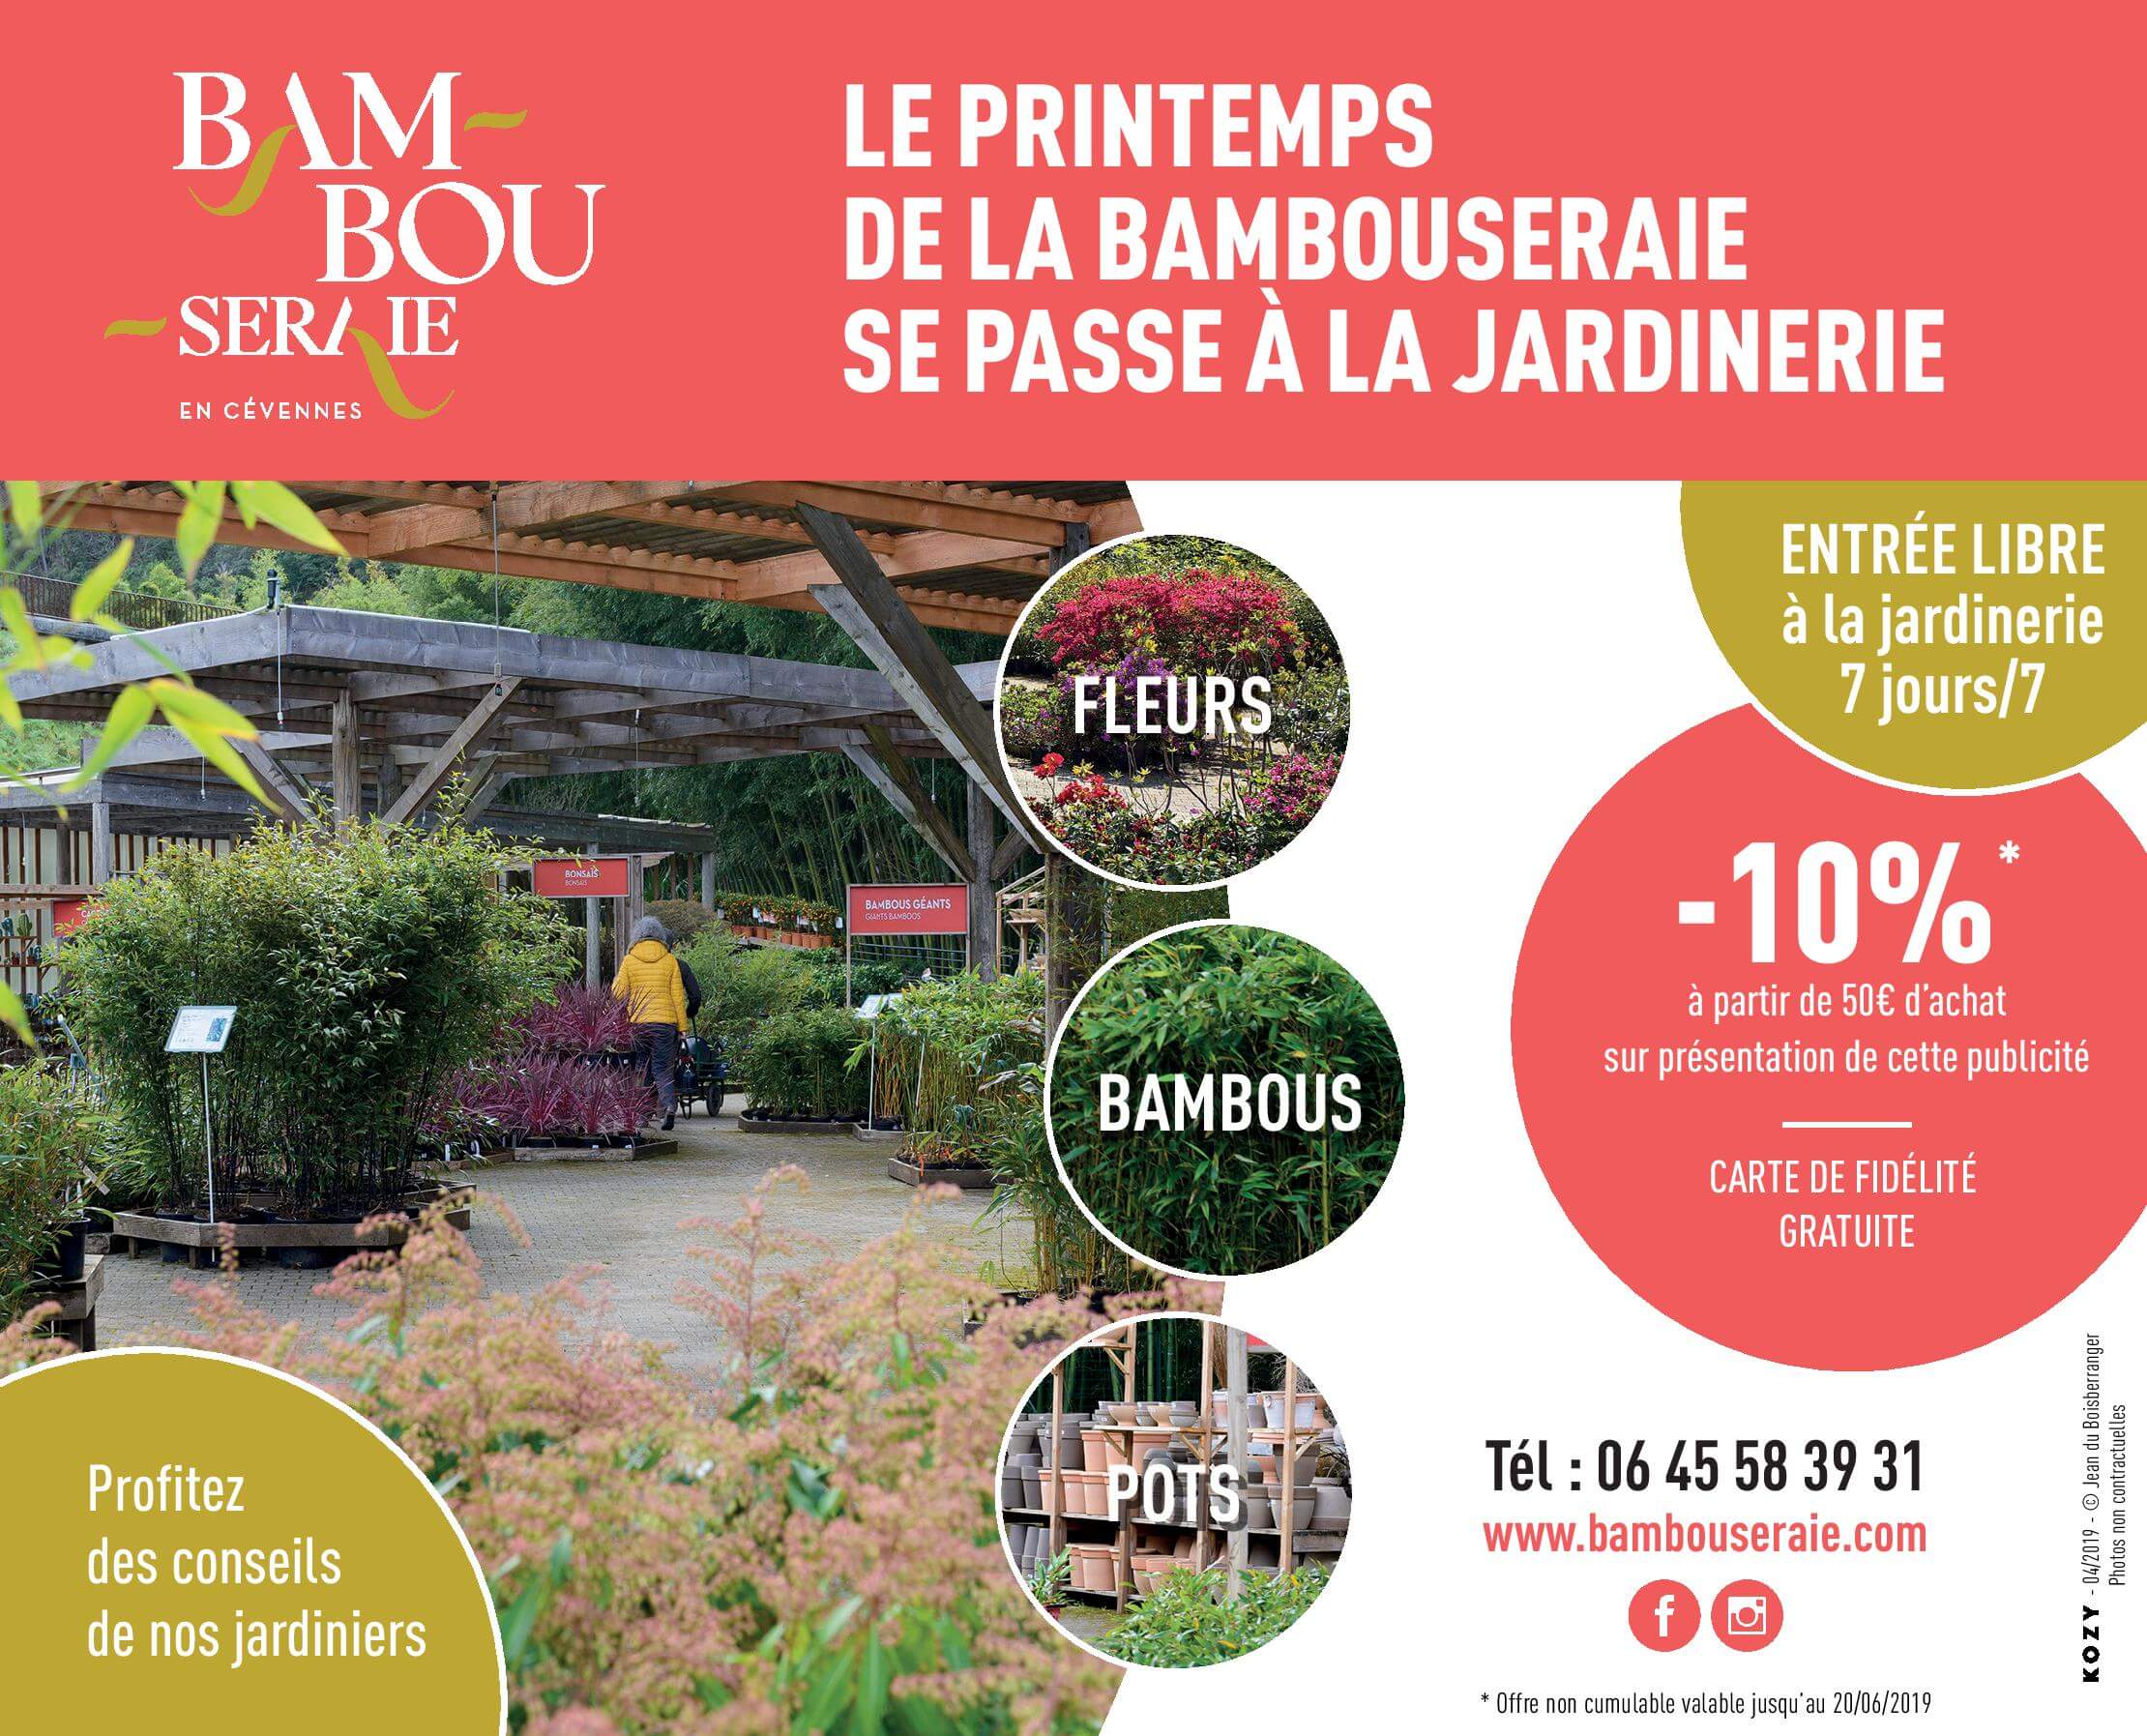 BAM-
BOU
SERAIE
EN CÉVENNES
LE PRINTEMPS
DE LA BAMBOUSERAIE
SE PASSE À LA JARDINERIE
ENTRÉE LIBRE
à la jardinerie
7 jours/7
FLEURS
BONSAÏS
BONSAIS
BAMBOUS GÉANTS
GIANTS BAMBOOS
-10%*
à partir de 50€ d'achat
sur présentation de cette publicité
CARTE DE FIDÉLITÉ
GRATUITE
BAMBOUS
POTS
Profitez
des conseils
de nos jardiniers
Tél : 06 45 58 39 31
www.bambouseraie.com
* Offre non cumulable valable jusqu'au 20/06/2019
KOZY - 04/2019 - © Jean du Boisberranger
Photos non contractuelles